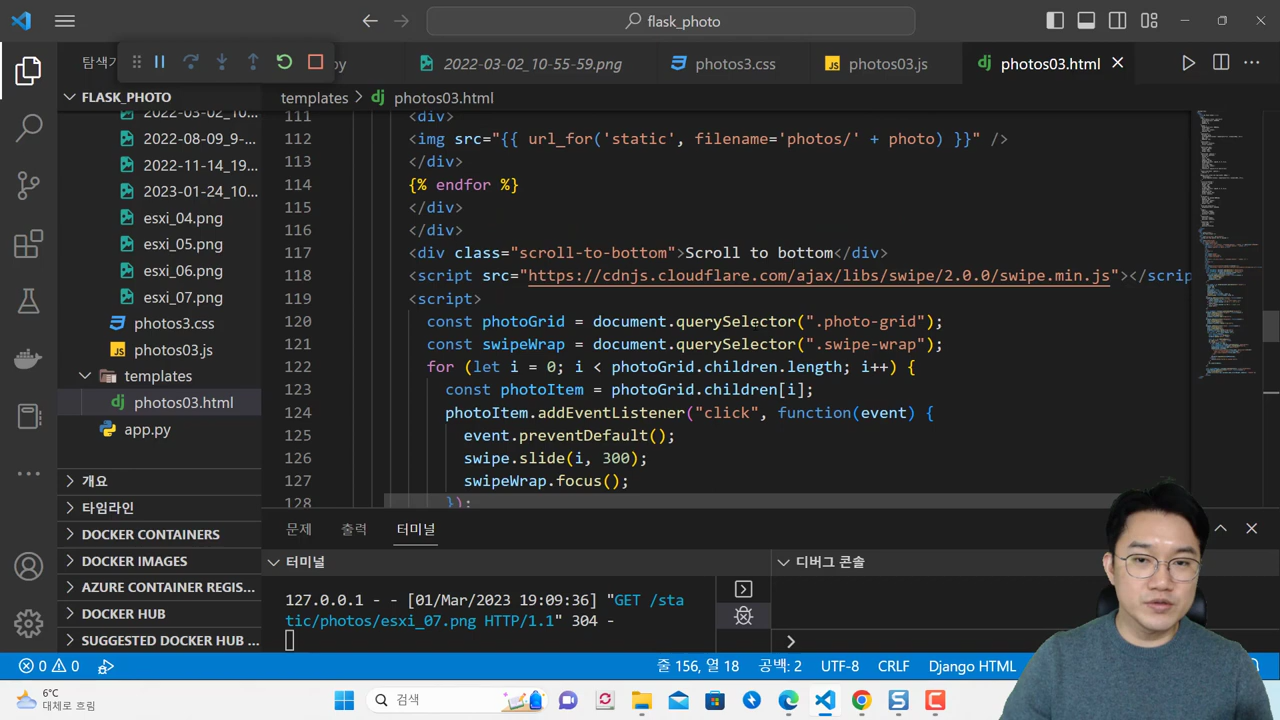 flask_photo
탐색기
py
2022-03-02_10-55-59.png
photos3.css
photos03.js
photos03.html
FLASK_PHOTO
templates > photos03.html
2022-03-02_10...
2022-08-09_9-...
2022-11-14_19...
2023-01-24_10...
esxi_04.png
esxi_05.png
esxi_06.png
esxi_07.png
photos3.css
photos03.js
templates
photos03.html
app.py
개요
타임라인
DOCKER CONTAINERS
DOCKER IMAGES
AZURE CONTAINER REGIS...
DOCKER HUB
SUGGESTED DOCKER HUB ...
111 <div>
112 <img src="{{ url_for('static', filename='photos/' + photo) }}" />
113 </div>
114 {% endfor %}
115 </div>
116 </div>
117 <div class="scroll-to-bottom">Scroll to bottom</div>
118 <script src="https://cdnjs.cloudflare.com/ajax/libs/swipe/2.0.0/swipe.min.js"></scrip
119 <script>
120 const photoGrid = document.querySelector(".photo-grid");
121 const swipeWrap = document.querySelector(".swipe-wrap");
122 for (let i = 0; i < photoGrid.children.length; i++) {
123 const photoItem = photoGrid.children[i];
124 photoItem.addEventListener("click", function(event) {
125 event.preventDefault();
126 swipe.slide(i, 300);
127 swipeWrap.focus();
128 });
문제 출력 터미널
터미널
127.0.0.1 - - [01/Mar/2023 19:09:36] "GET /sta
tic/photos/esxi_07.png HTTP/1.1" 304 -
디버그 콘솔
0 0
줄 156, 열 18
공백: 2
UTF-8
CRLF
Django HTML
6°C
대체로 흐림
검색